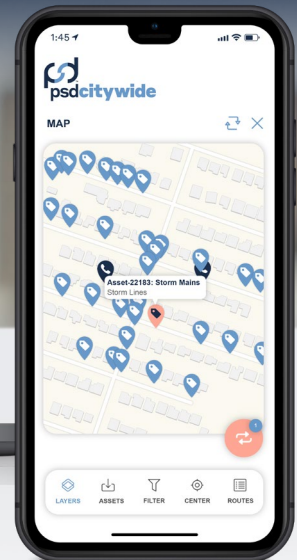 1:45
psdcitywide
MAP
Asset-22183: Storm Mains
Storm Lines
1
LAYERS
ASSETS
FILTER
CENTER
ROUTES